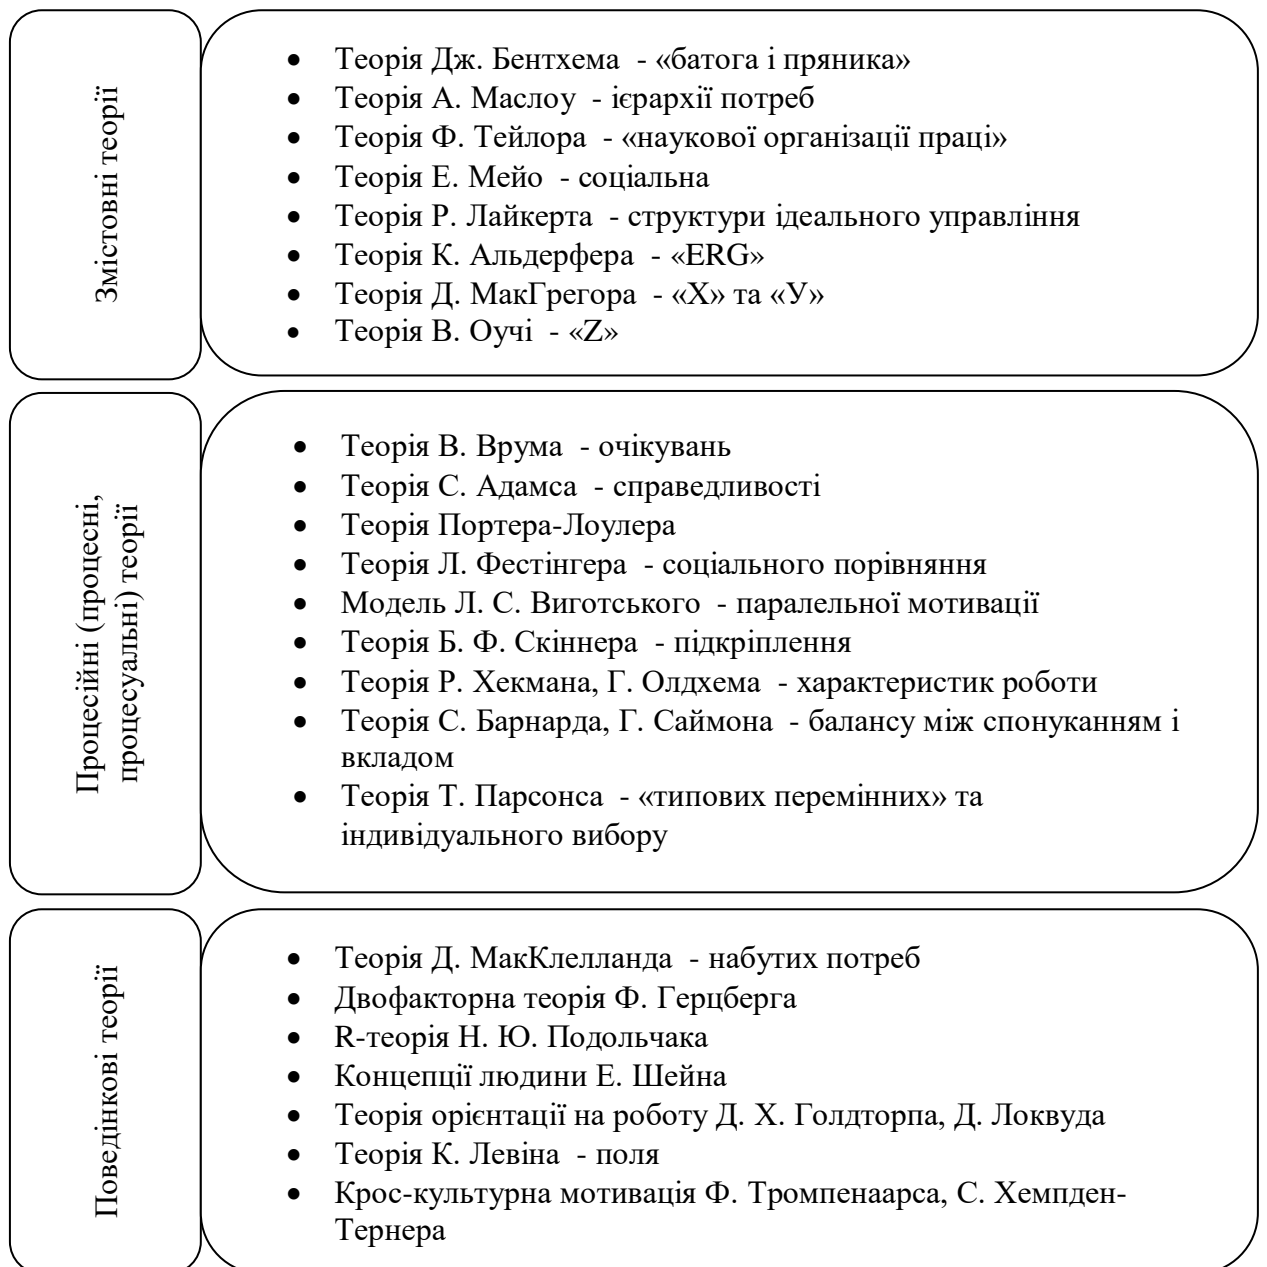 Змістовні теорії
• Теорія Дж. Бентхема - «батога і пряника»
• Теорія А. Маслоу - ієрархії потреб
• Теорія Ф. Тейлора - «наукової організації праці»
• Теорія Е. Мейо - соціальна
• Теорія Р. Лайкерта - структури ідеального управління
• Теорія К. Альдерфера - «ERG»
• Теорія Д. МакГрегора - «Х» та «У»
• Теорія В. Оучі - «Z»
Процесійні (процесні,
процесуальні) теорії
• Теорія В. Врума - очікувань
• Теорія С. Адамса - справедливості
• Теорія Портера-Лоулера
• Теорія Л. Фестінгера - соціального порівняння
• Модель Л. С. Виготського - паралельної мотивації
• Теорія Б. Ф. Скіннера - підкріплення
• Теорія Р. Хекмана, Г. Олдхема - характеристик роботи
• Теорія С. Барнарда, Г. Саймона - балансу між спонуканням і
вкладом
• Теорія Т. Парсонса - «типових перемінних» та
індивідуального вибору
Поведінкові теорії
• Теорія Д. МакКлелланда - набутих потреб
• Двофакторна теорія Ф. Герцберга
• R-теорія Н. Ю. Подольчака
• Концепції людини Е. Шейна
• Теорія орієнтації на роботу Д. Х. Голдторпа, Д. Локвуда
• Теорія К. Левіна - поля
• Крос-культурна мотивація Ф. Тромпенаарса, С. Хемпден-
Тернера